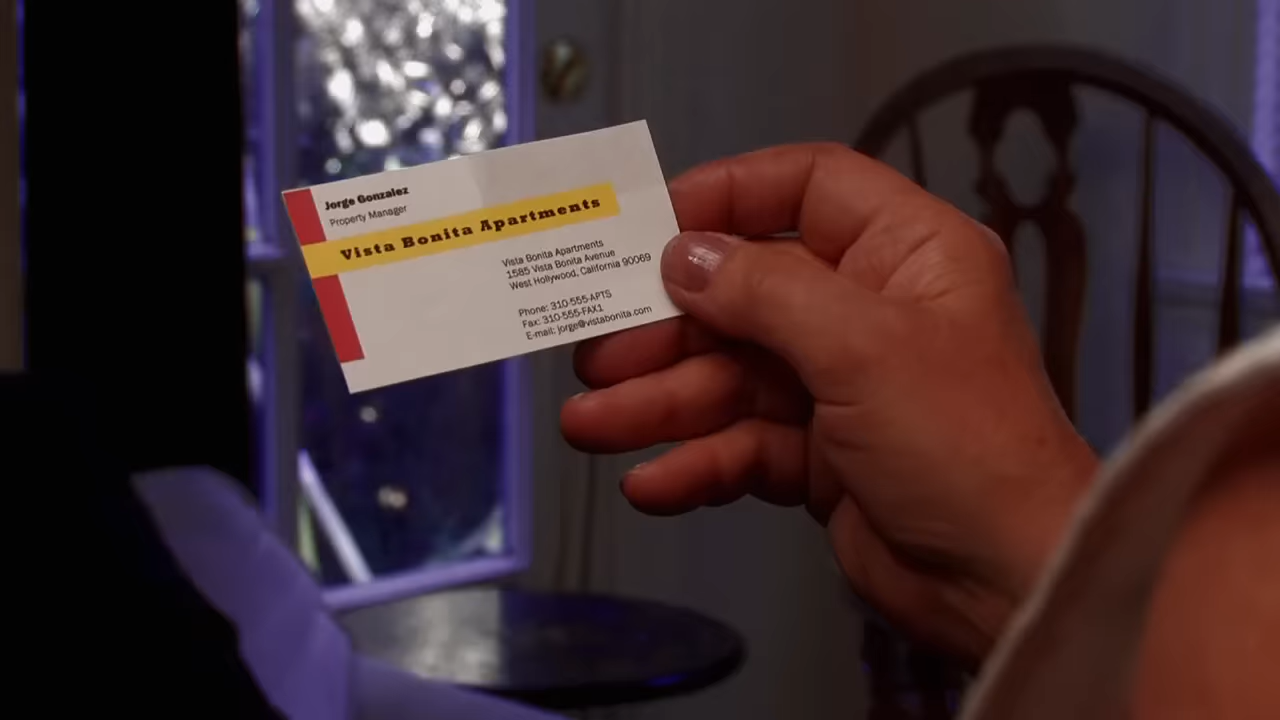 Jorge Gonzalez
Property Manager
Vista Bonita Apartments
Vista Bonita Apartments
1585 Vista Bonita Avenue
West Hollywood, California 90069
Phone: 310-555-APTS
Fax: 310-555-FAX1
E-mail: jorge@vistabonita.com